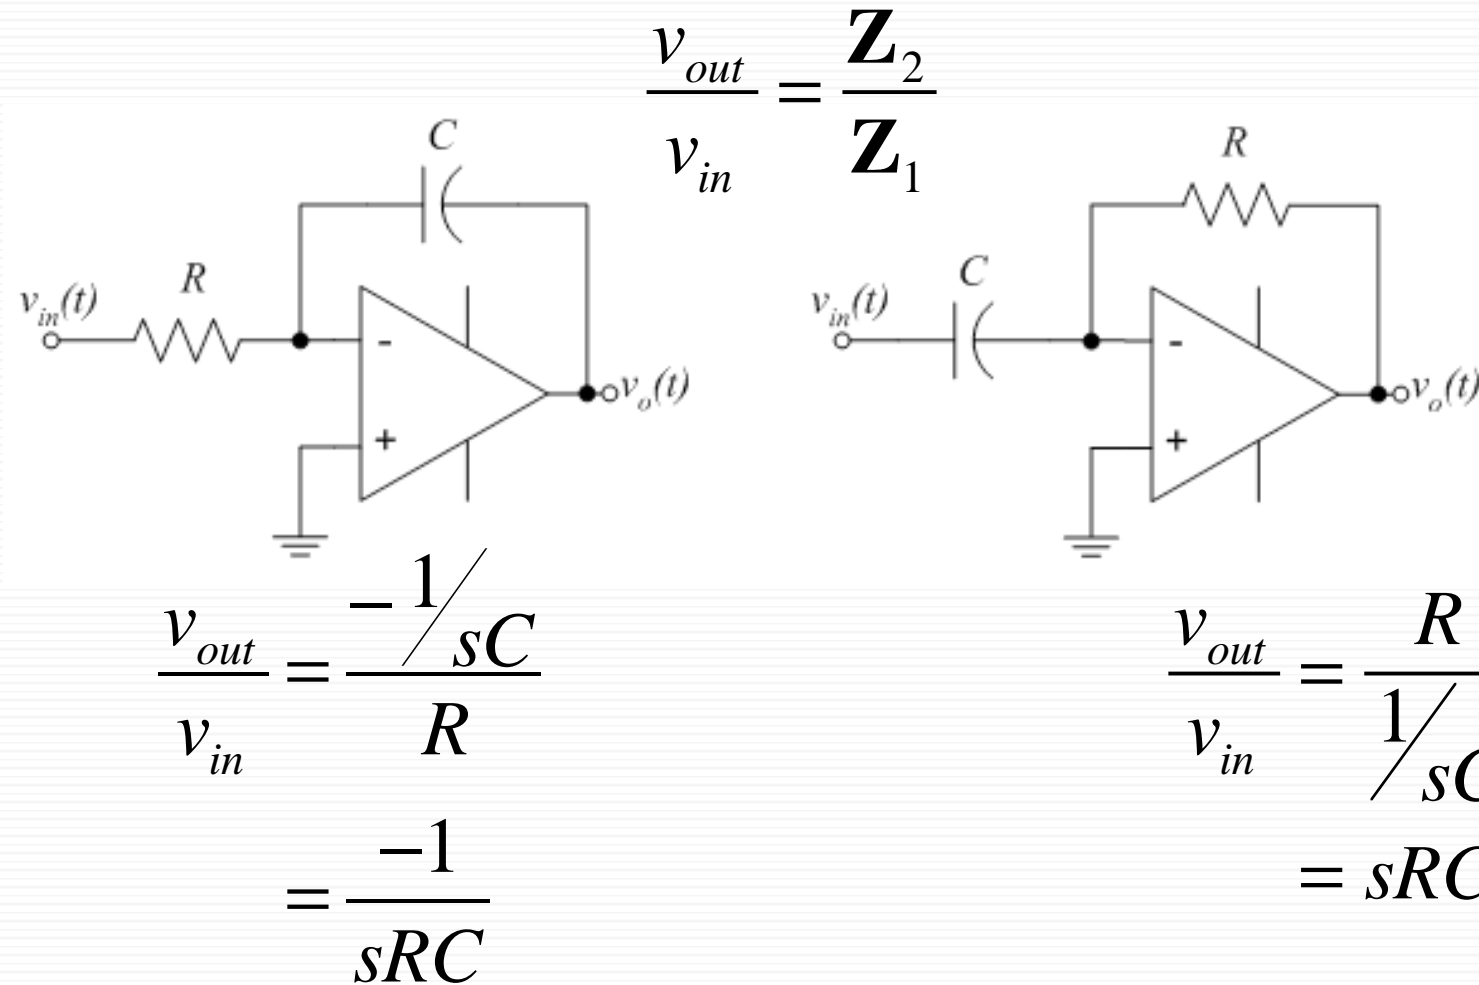 v_out / v_in = Z_2 / Z_1
C
R
v_in(t)
-
+
v_o(t)
R
C
v_in(t)
-
+
v_o(t)
v_out / v_in = −1/sC / R
= −1 / sRC
v_out / v_in = R / 1/sC
= sRC